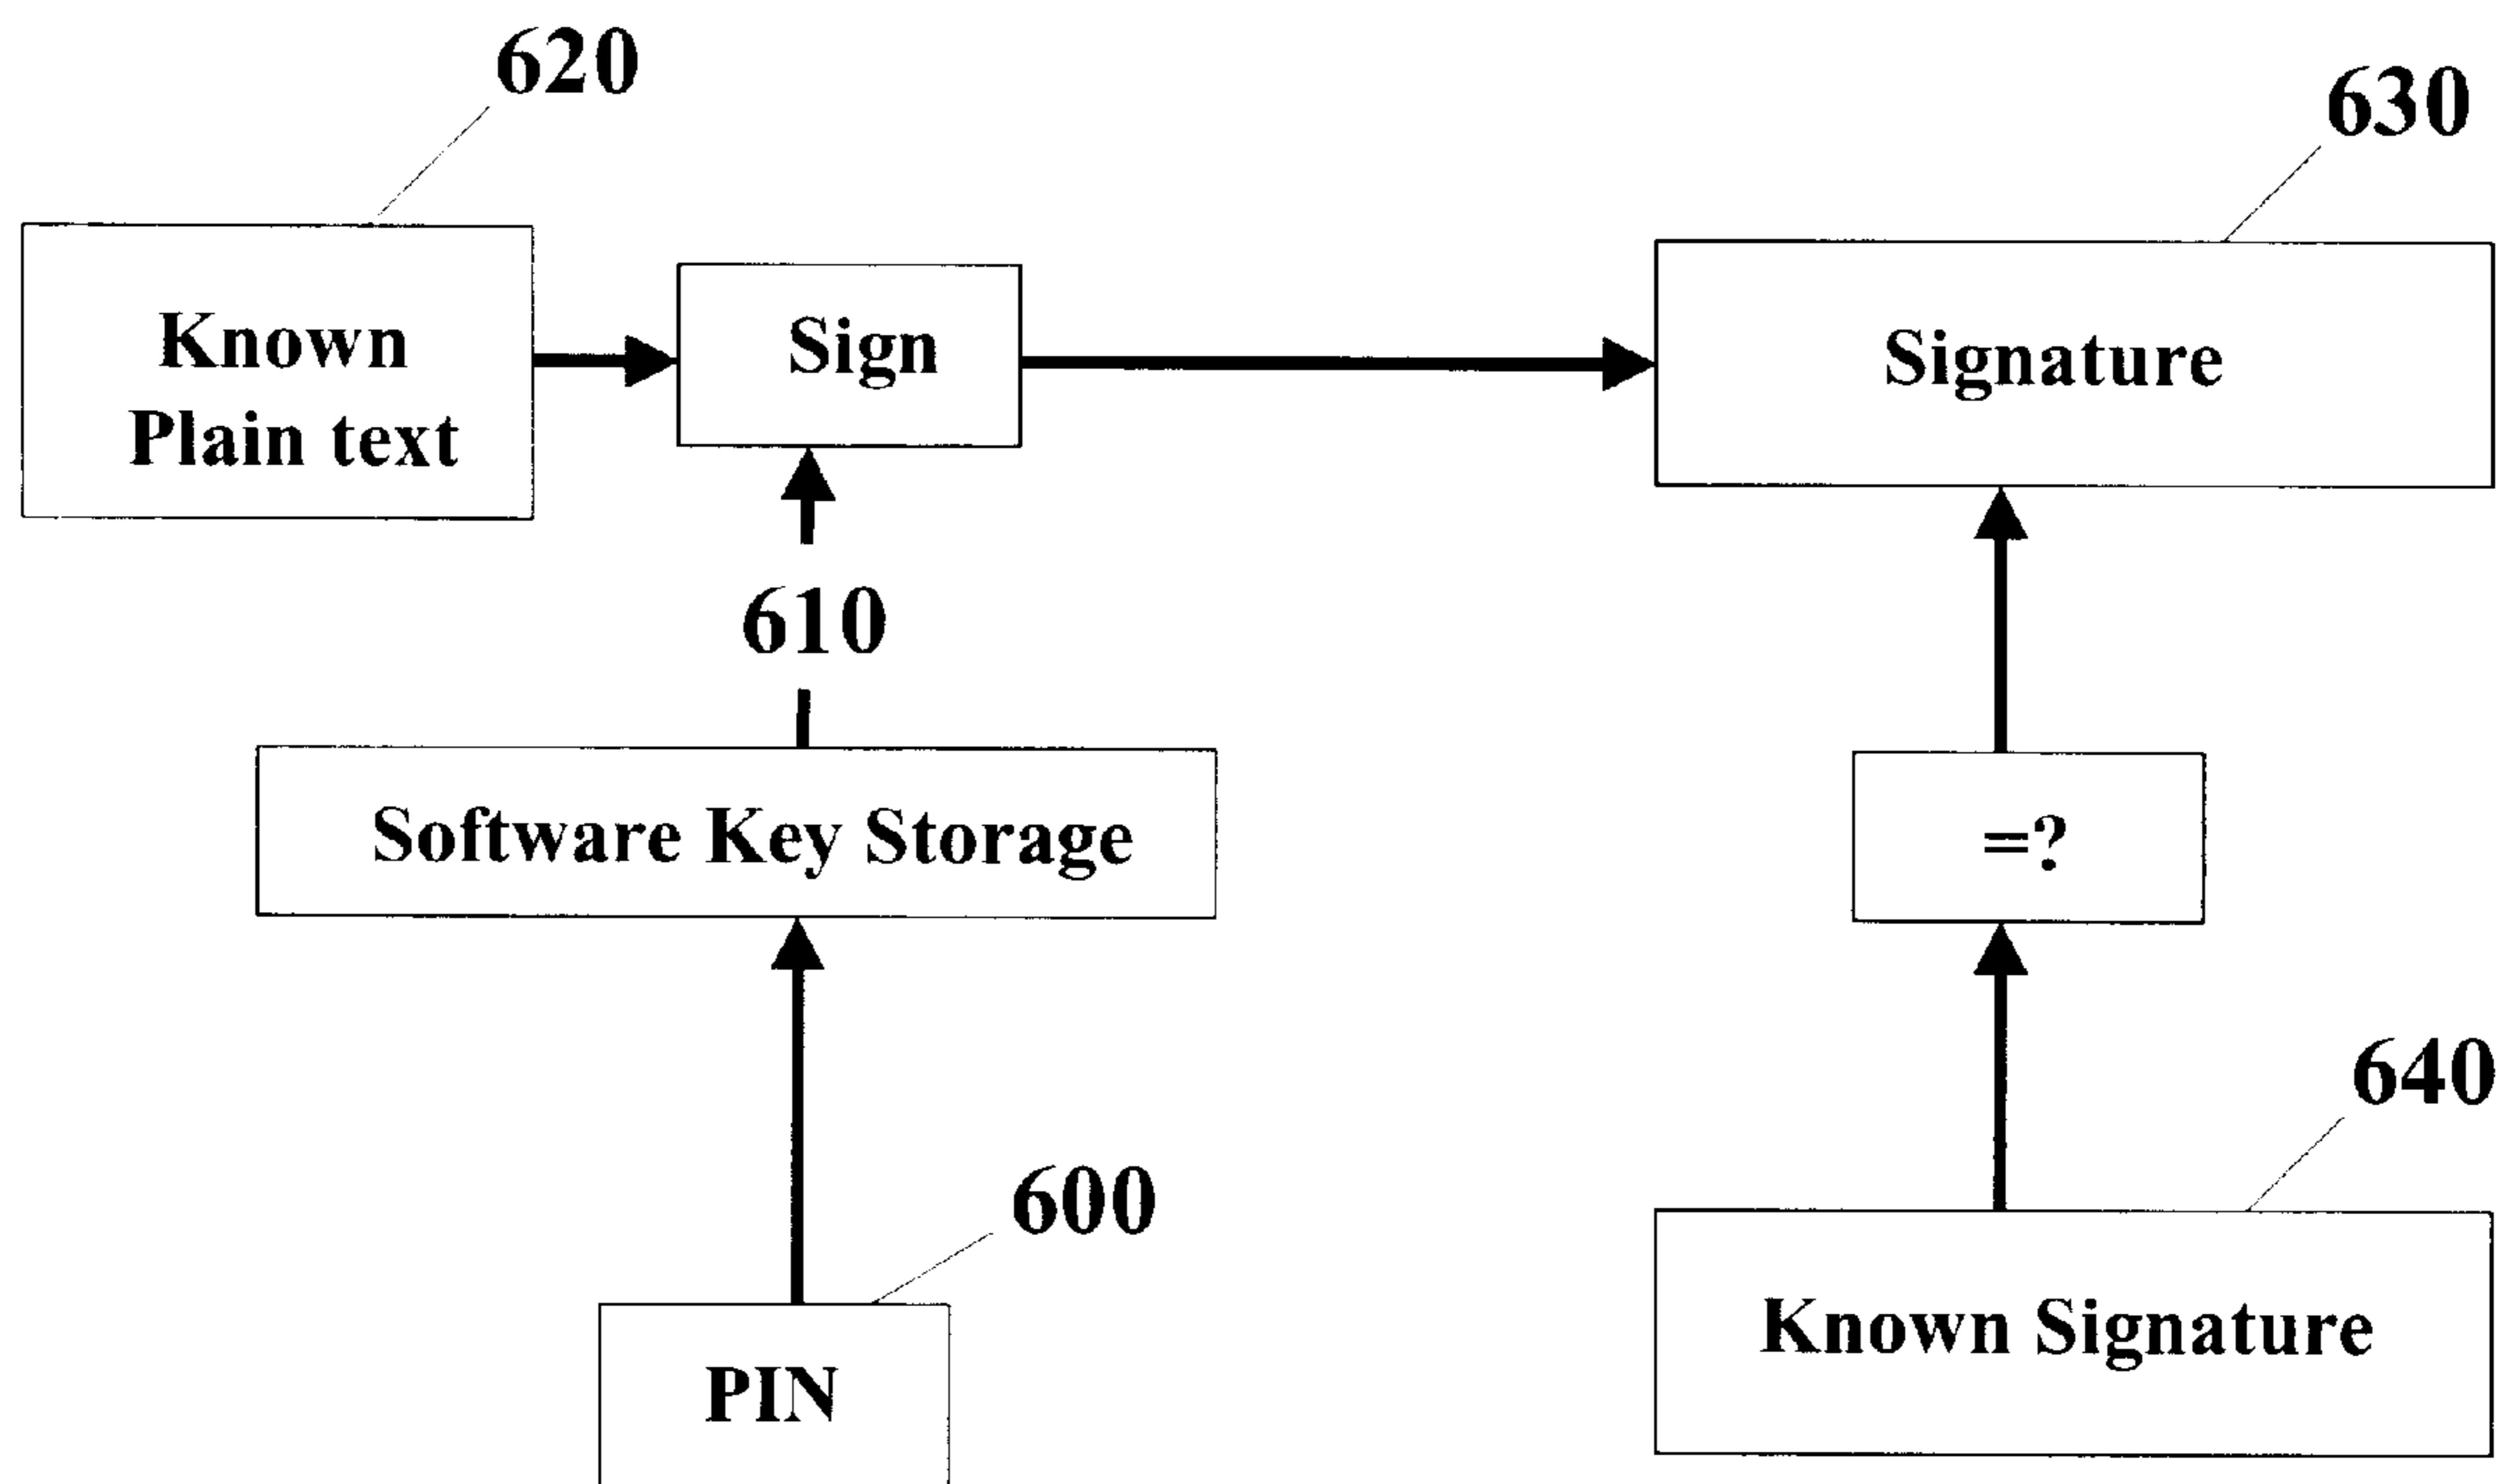 620
630
Known
Plain text
Sign
Signature
610
Software Key Storage
=?
640
600
Known Signature
PIN